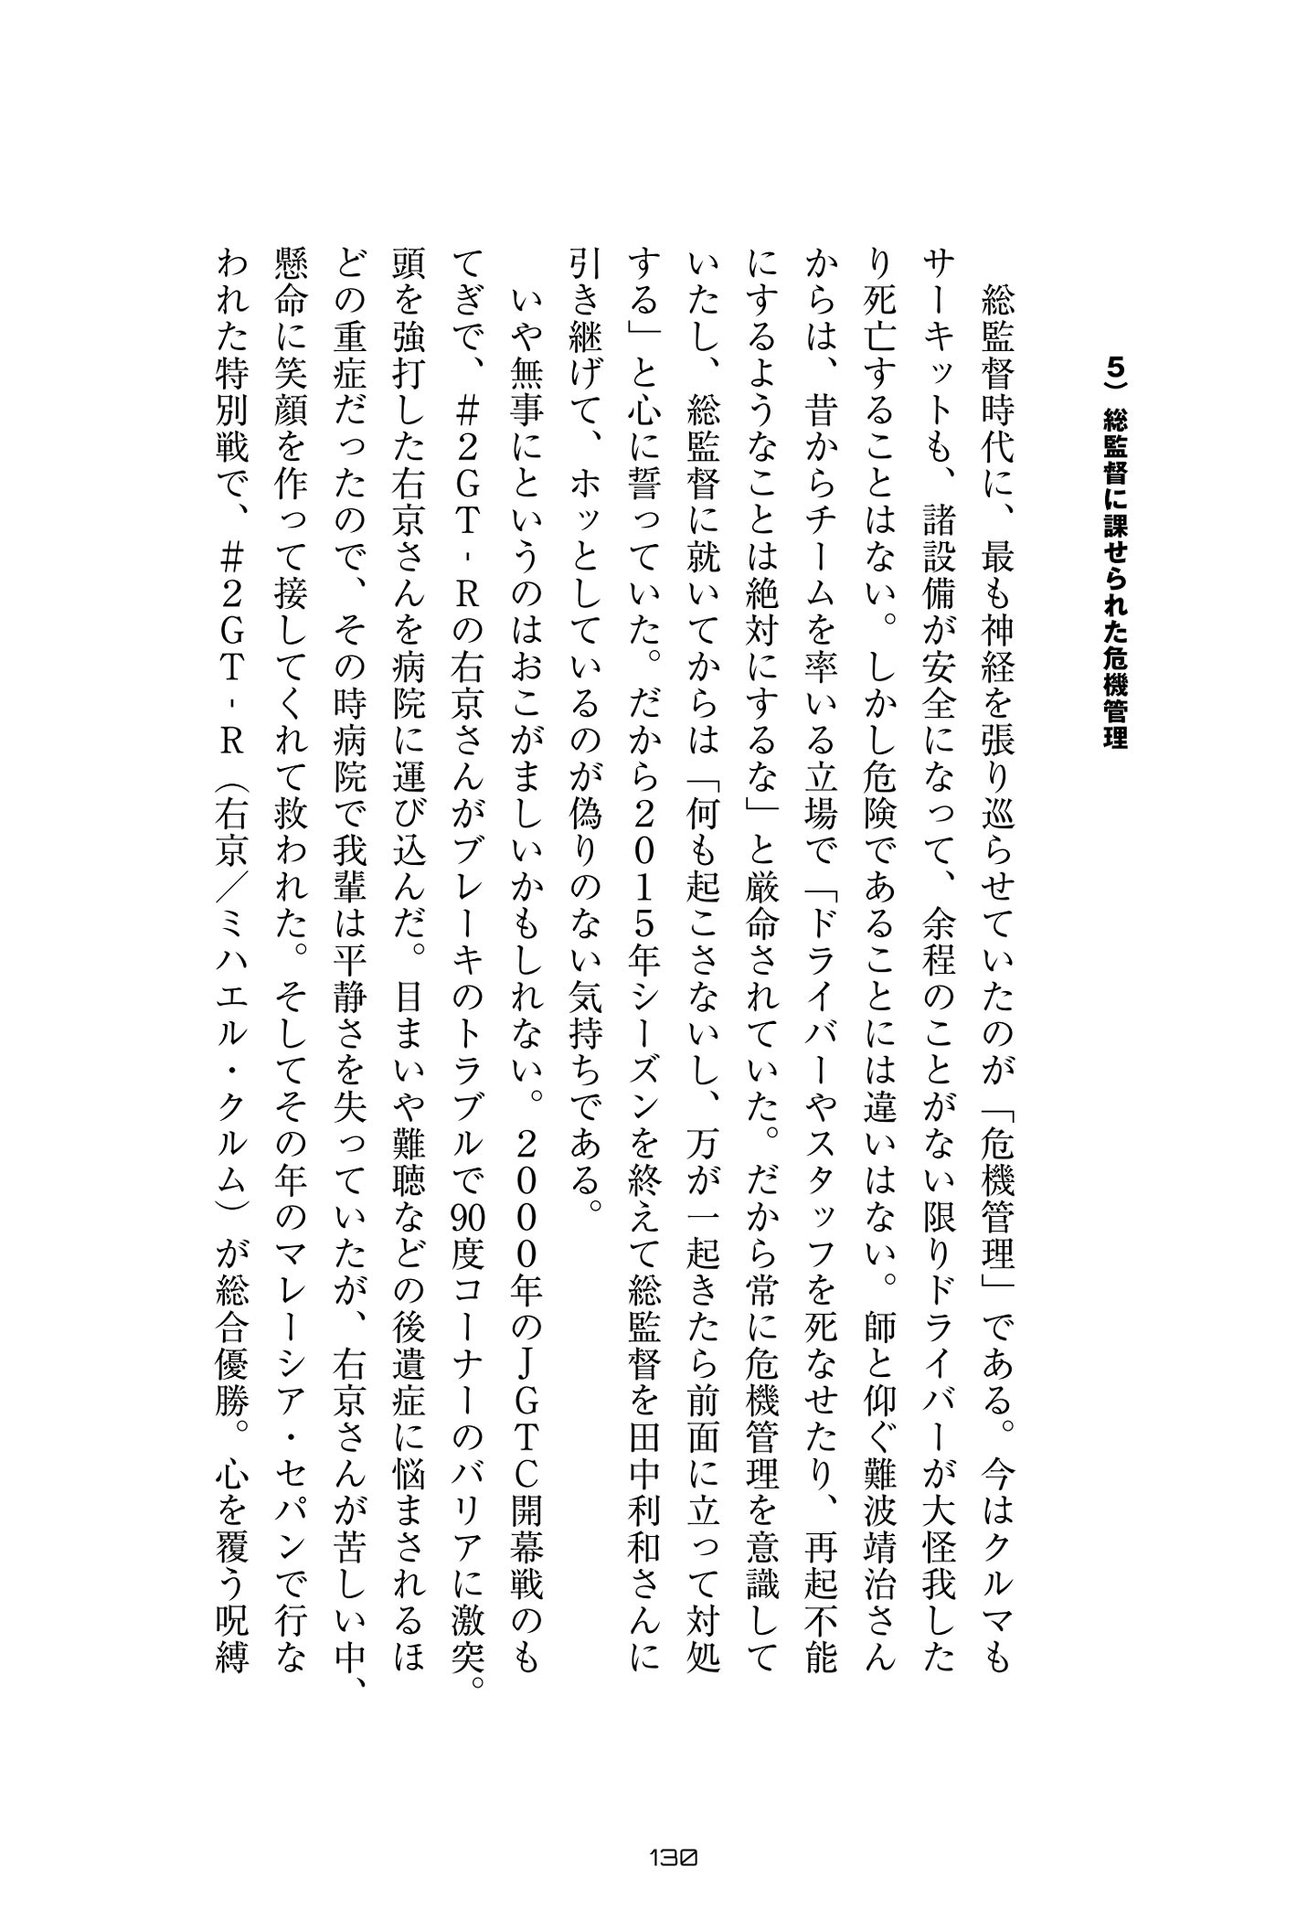 5）総監督に課せられた危機管理
総監督時代に、最も神経を張り巡らせていたのが「危機管理」である。今はクルマも
サーキットも、諸設備が安全になって、余程のことがない限りドライバーが大怪我した
り死亡することはない。しかし危険であることには違いはない。師と仰ぐ難波靖治さん
からは、昔からチームを率いる立場で「ドライバーやスタッフを死なせたり、再起不能
にするようなことは絶対にするな」と厳命されていた。だから常に危機管理を意識して
いたし、総監督に就いてからは「何も起こさないし、万が一起きたら前面に立って対処
する」と心に誓っていた。だから2015年シーズンを終えて総監督を田中利和さんに
引き継げて、ホッとしているのが偽りのない気持ちである。
いや無事にというのはおこがましいかもしれない。2000年のJGTC開幕戦のも
てぎで、＃2GT-Rの右京さんがブレーキのトラブルで90度コーナーのバリアに激突。
頭を強打した右京さんを病院に運び込んだ。目まいや難聴などの後遺症に悩まされるほ
どの重症だったので、その時病院で我輩は平静さを失っていたが、右京さんが苦しい中、
懸命に笑顔を作って接してくれて救われた。そしてその年のマレーシア・セパンで行な
われた特別戦で、＃2GT-R（右京／ミハエル・クルム）が総合優勝。心を覆う呪縛
130